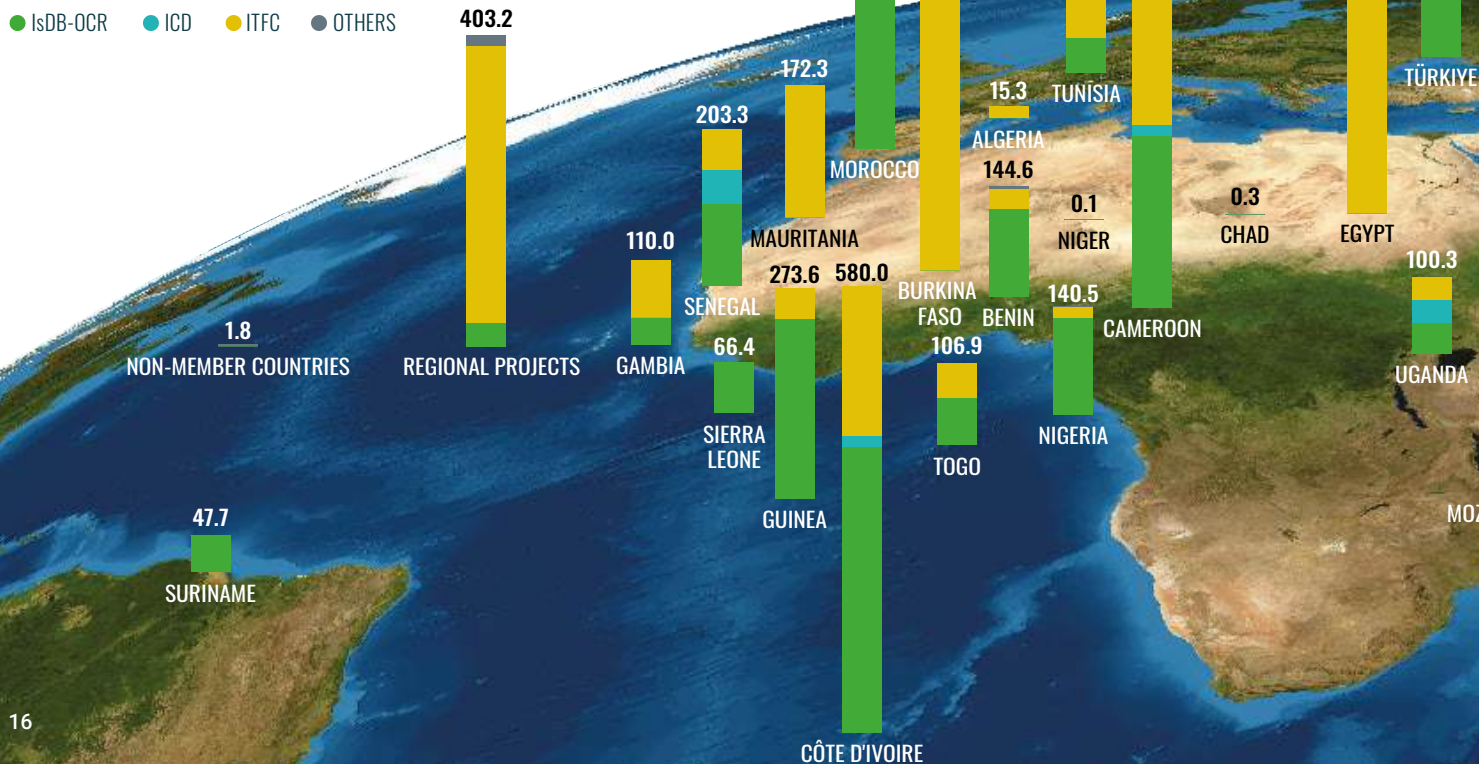 IsDB-OCR ICD ITFC OTHERS
403.2
REGIONAL PROJECTS
1.8
NON-MEMBER COUNTRIES
47.7
SURINAME
110.0
GAMBIA
203.3
SENEGAL
172.3
MAURITANIA
MOROCCO
66.4
SIERRA
LEONE
273.6
GUINEA
580.0
CÔTE D'IVOIRE
BURKINA
FASO
106.9
TOGO
15.3
ALGERIA
144.6
BENIN
TUNISIA
0.1
NIGER
140.5
NIGERIA
CAMEROON
0.3
CHAD
EGYPT
TÜRKIYE
100.3
UGANDA
MOZ
16